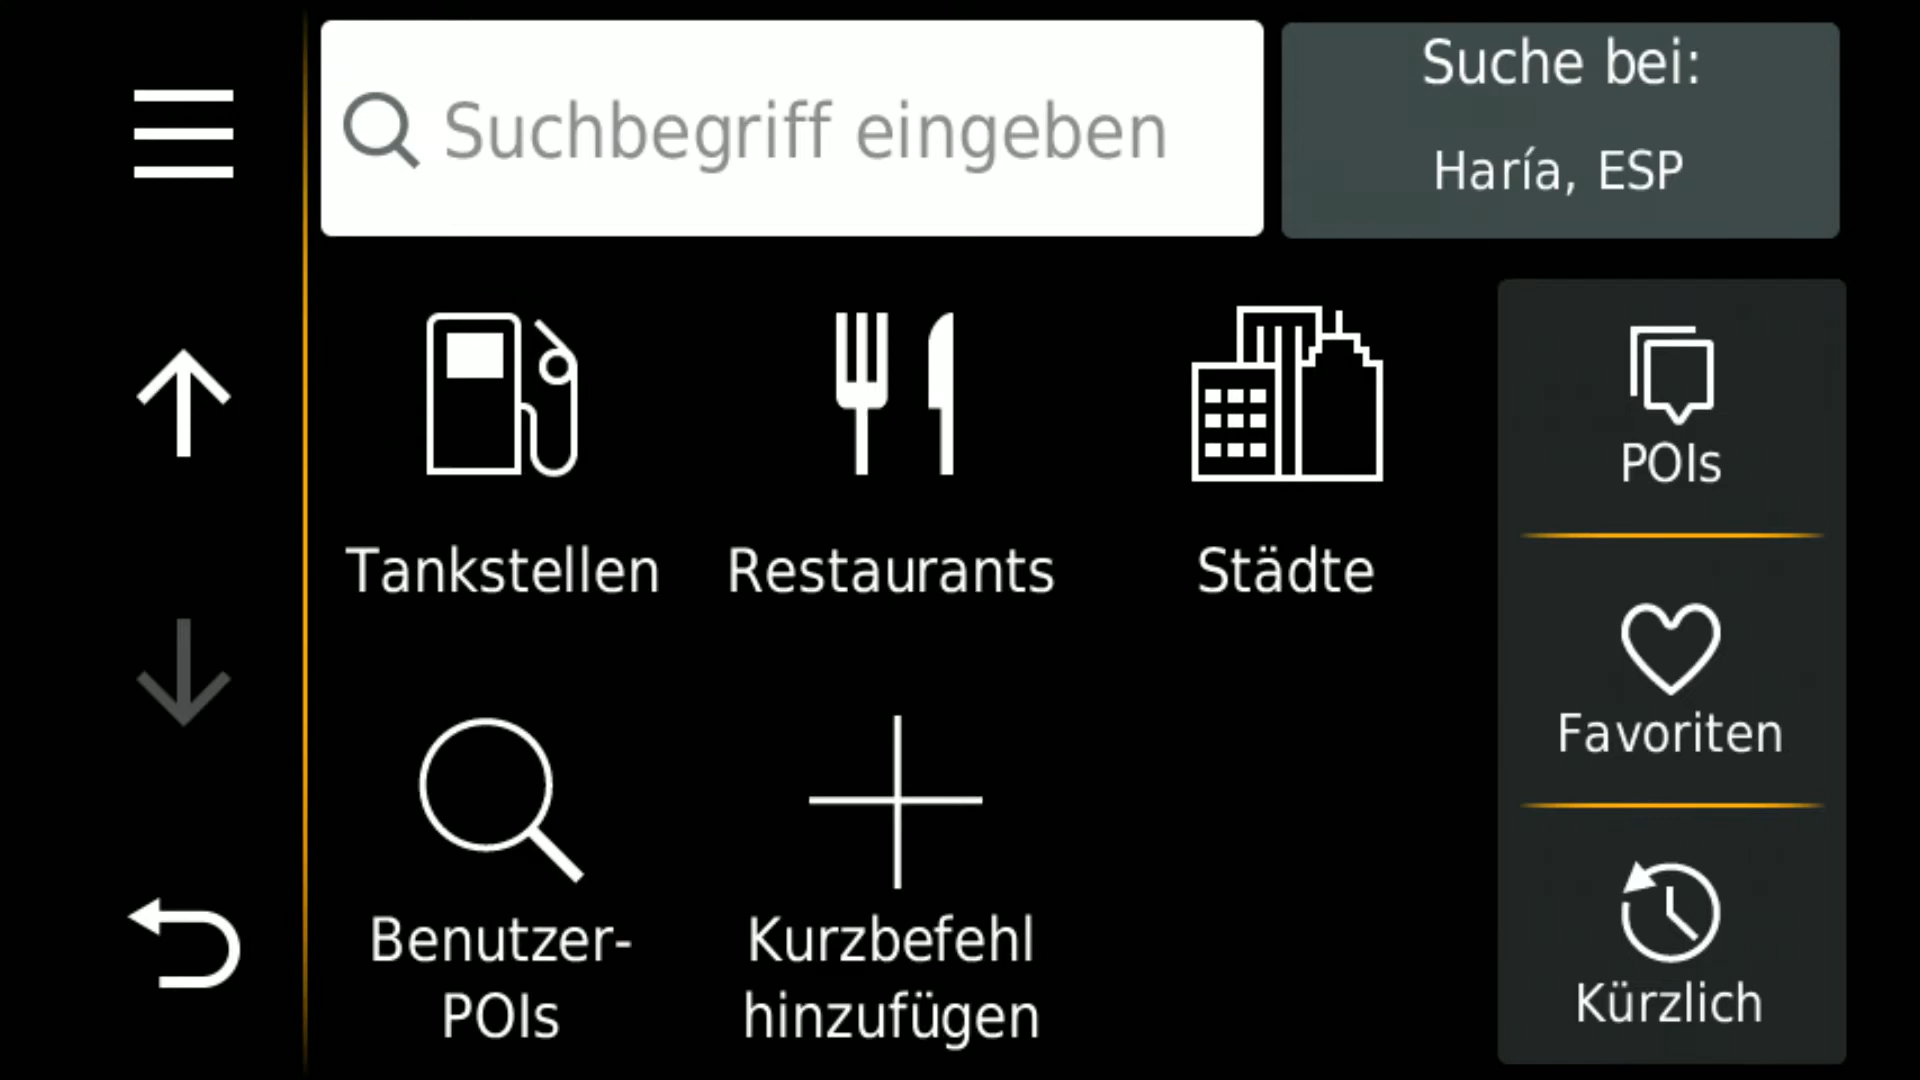 Suchbegriff eingeben
Suche bei:
Haría, ESP
Tankstellen
Restaurants
Städte
POIs
Favoriten
Benutzer-
POIs
Kurzbefehl
hinzufügen
Kürzlich